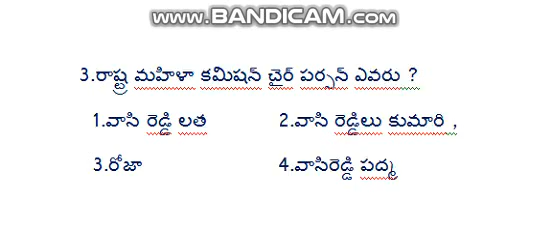 www.BANDICAM.com
3.రాష్ట్ర మహిళా కమిషన్ చైర్ పర్సన్ ఎవరు ?
1.వాసి రెడ్డి లత 2.వాసి రెడ్డిలు కుమారి ,
3.రోజా 4.వాసిరెడ్డి పద్మ